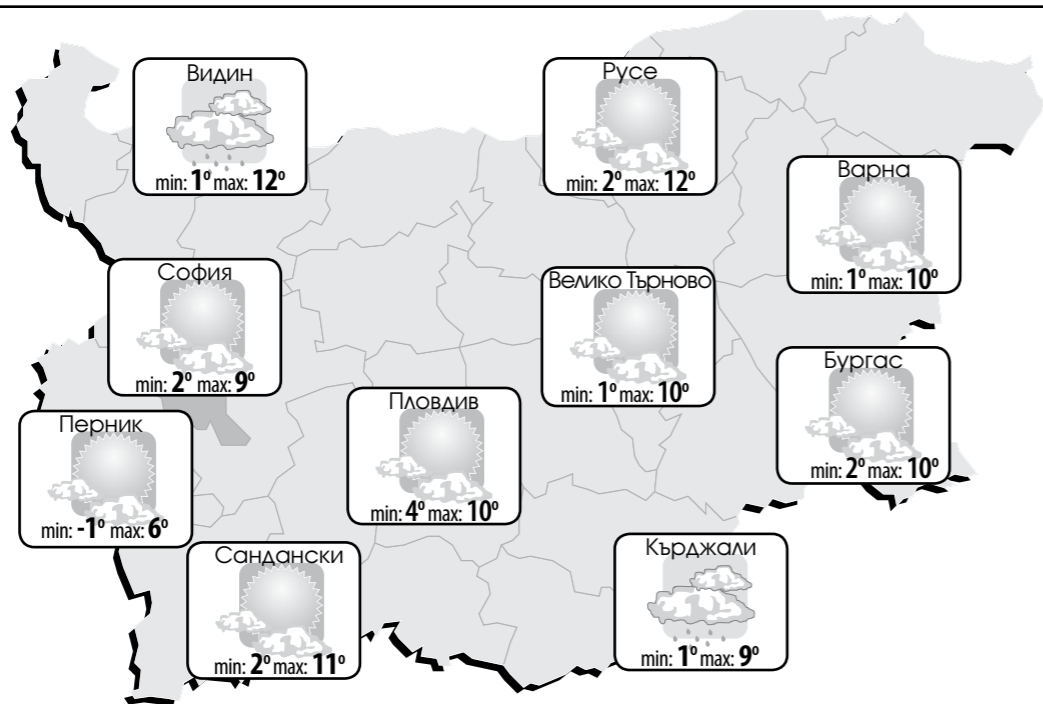 Видин
min: 1° max: 12°
Русе
min: 2° max: 12°
Варна
min: 1° max: 10°
София
min: 2° max: 9°
Велико Търново
min: 1° max: 10°
Бургас
min: 2° max: 10°
Пловдив
min: 4° max: 10°
Перник
min: -1° max: 6°
Сандански
min: 2° max: 11°
Кърджали
min: 1° max: 9°